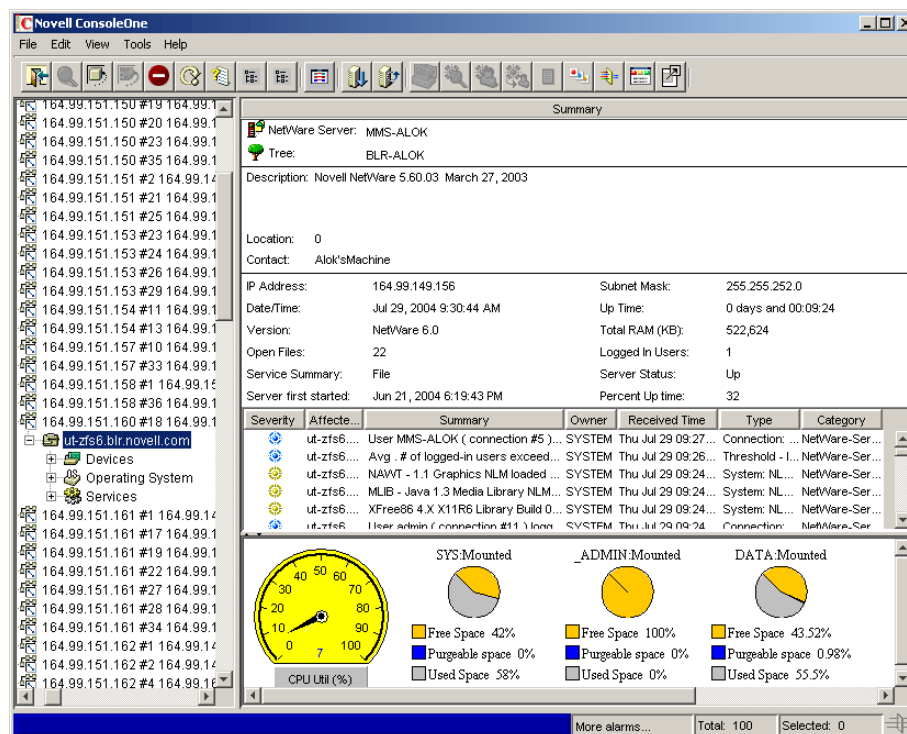 Novell ConsoleOne
File Edit View Tools Help
164.99.151.150 #19 164.99.1
164.99.151.150 #20 164.99.1
164.99.151.150 #23 164.99.1
164.99.151.150 #35 164.99.1
164.99.151.151 #2 164.99.14
164.99.151.151 #21 164.99.1
164.99.151.151 #25 164.99.1
164.99.151.153 #23 164.99.1
164.99.151.153 #24 164.99.1
164.99.151.153 #26 164.99.1
164.99.151.153 #29 164.99.1
164.99.151.154 #11 164.99.1
164.99.151.154 #13 164.99.1
164.99.151.157 #10 164.99.1
164.99.151.157 #33 164.99.1
164.99.151.158 #1 164.99.15
164.99.151.158 #36 164.99.1
164.99.151.160 #18 164.99.1
ut-zfs6.blr.novell.com
Devices
Operating System
Services
164.99.151.161 #1 164.99.14
164.99.151.161 #17 164.99.1
164.99.151.161 #19 164.99.1
164.99.151.161 #22 164.99.1
164.99.151.161 #27 164.99.1
164.99.151.161 #28 164.99.1
164.99.151.161 #34 164.99.1
164.99.151.162 #1 164.99.14
164.99.151.162 #2 164.99.14
164.99.151.162 #4 164.99.16
Summary
NetWare Server: MMS-ALOK
Tree: BLR-ALOK
Description: Novell NetWare 5.60.03 March 27, 2003
Location: 0
Contact: Alok'sMachine
IP Address: 164.99.149.156 Subnet Mask: 255.255.252.0
Date/Time: Jul 29, 2004 9:30:44 AM Up Time: 0 days and 00:09:24
Version: NetWare 6.0 Total RAM (KB): 522,624
Open Files: 22 Logged In Users: 1
Service Summary: File Server Status: Up
Server first started: Jun 21, 2004 6:19:43 PM Percent Up time: 32
Severity Affecte... Summary Owner Received Time Type Category
ut-zfs6.... User MMS-ALOK ( connection #5 )... SYSTEM Thu Jul 29 09:27... Connection: ... NetWare-Ser...
ut-zfs6.... Avg . # of logged-in users exceed... SYSTEM Thu Jul 29 09:26... Threshold - I... NetWare-Ser...
ut-zfs6.... NAWT - 1.1 Graphics NLM loaded ... SYSTEM Thu Jul 29 09:24... System: NL... NetWare-Ser...
ut-zfs6.... MLIB - Java 1.3 Media Library NLM... SYSTEM Thu Jul 29 09:24... System: NL... NetWare-Ser...
ut-zfs6.... XFree86 4.X X11R6 Library Build 0... SYSTEM Thu Jul 29 09:24... System: NL... NetWare-Ser...
ut-zfs6 User admin ( connection #11 ) logg SYSTEM Thu Jul 29 09:24 Connection: NetWare-Ser
0 10 20 30 40 50 60 70 80 90 100
7
CPU Util (%)
SYS:Mounted
Free Space 42%
Purgeable space 0%
Used Space 58%
_ADMIN:Mounted
Free Space 100%
Purgeable space 0%
Used Space 0%
DATA:Mounted
Free Space 43.52%
Purgeable space 0.98%
Used Space 55.5%
More alarms... Total: 100 Selected: 0